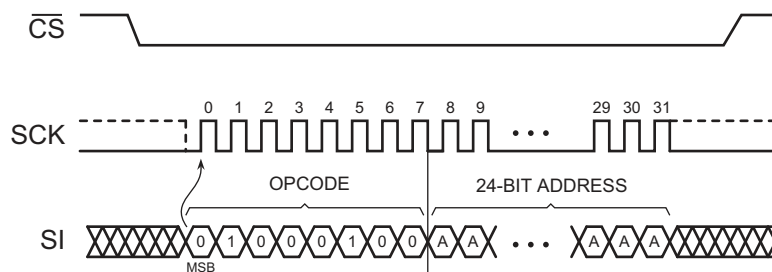 CS
0 1 2 3 4 5 6 7 8 9 29 30 31
SCK •••
OPCODE 24-BIT ADDRESS
SI 0 1 0 0 0 1 0 0 A A ••• A A A
MSB